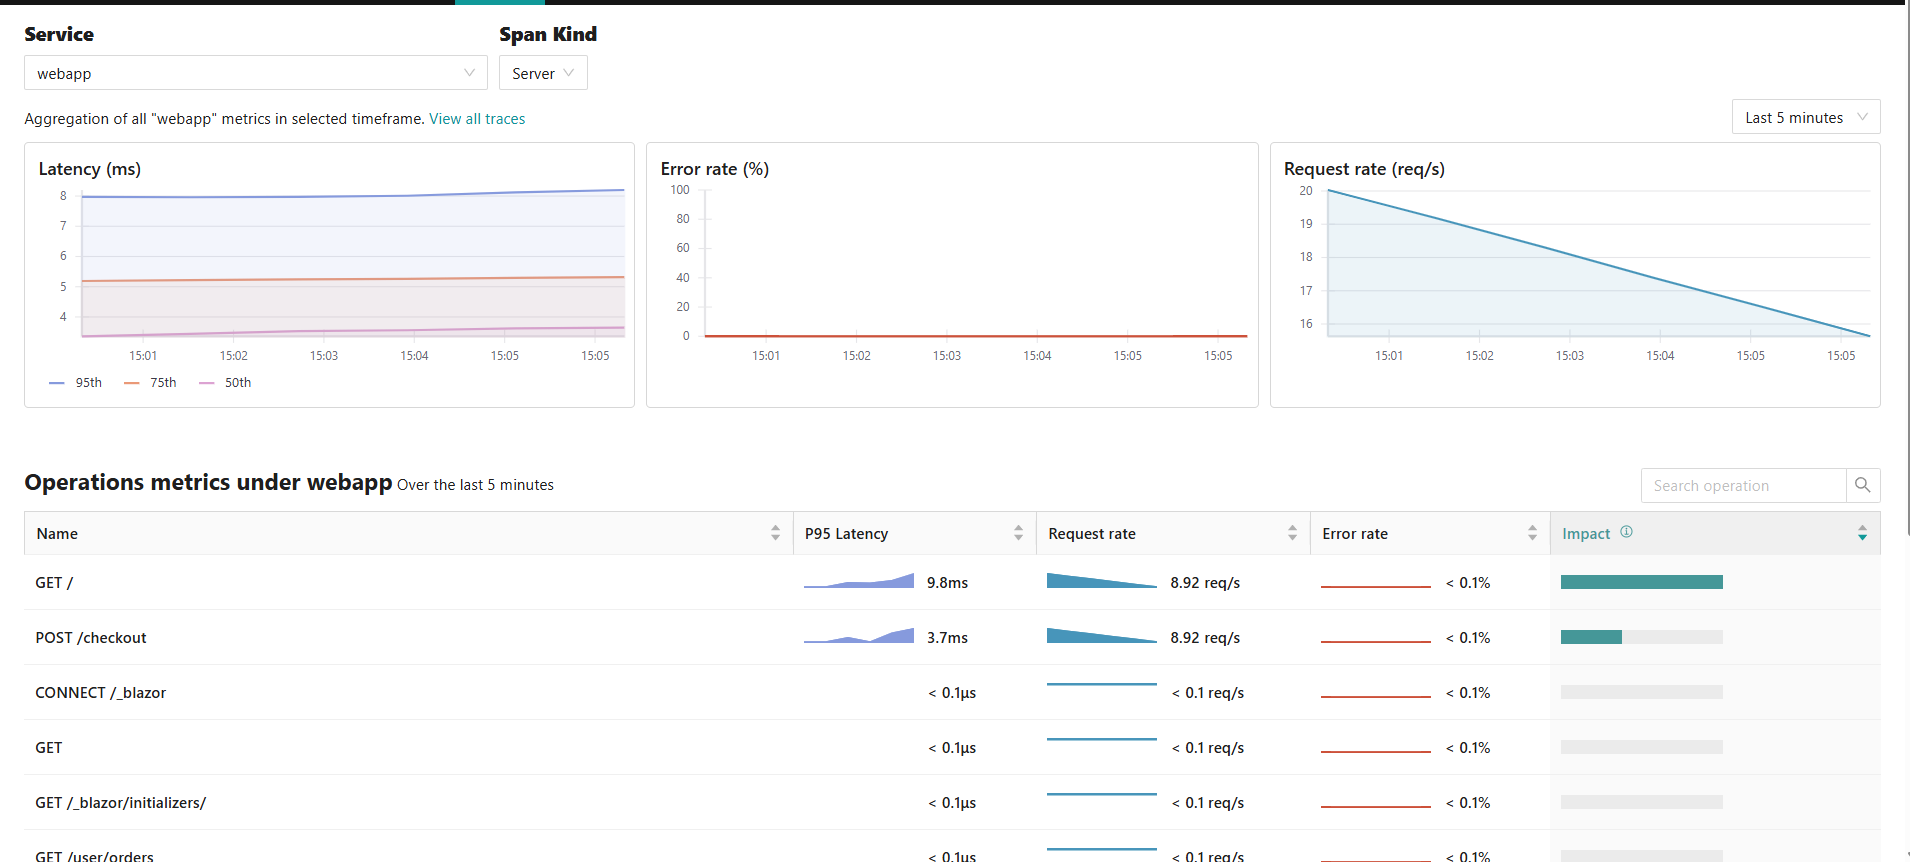 Service
Span Kind
webapp
Server
Aggregation of all "webapp" metrics in selected timeframe. View all traces
Last 5 minutes
Latency (ms)
8
7
6
5
4
15:01 15:02 15:03 15:04 15:05 15:05
95th 75th 50th
Error rate (%)
100
80
60
40
20
0
15:01 15:02 15:03 15:04 15:05 15:05
Request rate (req/s)
20
19
18
17
16
15:01 15:02 15:03 15:04 15:05 15:05
Operations metrics under webapp Over the last 5 minutes
Search operation
Name P95 Latency Request rate Error rate Impact
GET / 9.8ms 8.92 req/s < 0.1%
POST /checkout 3.7ms 8.92 req/s < 0.1%
CONNECT /_blazor < 0.1μs < 0.1 req/s < 0.1%
GET < 0.1μs < 0.1 req/s < 0.1%
GET /_blazor/initializers/ < 0.1μs < 0.1 req/s < 0.1%
GET /user/orders < 0.1μs < 0.1 req/s < 0.1%